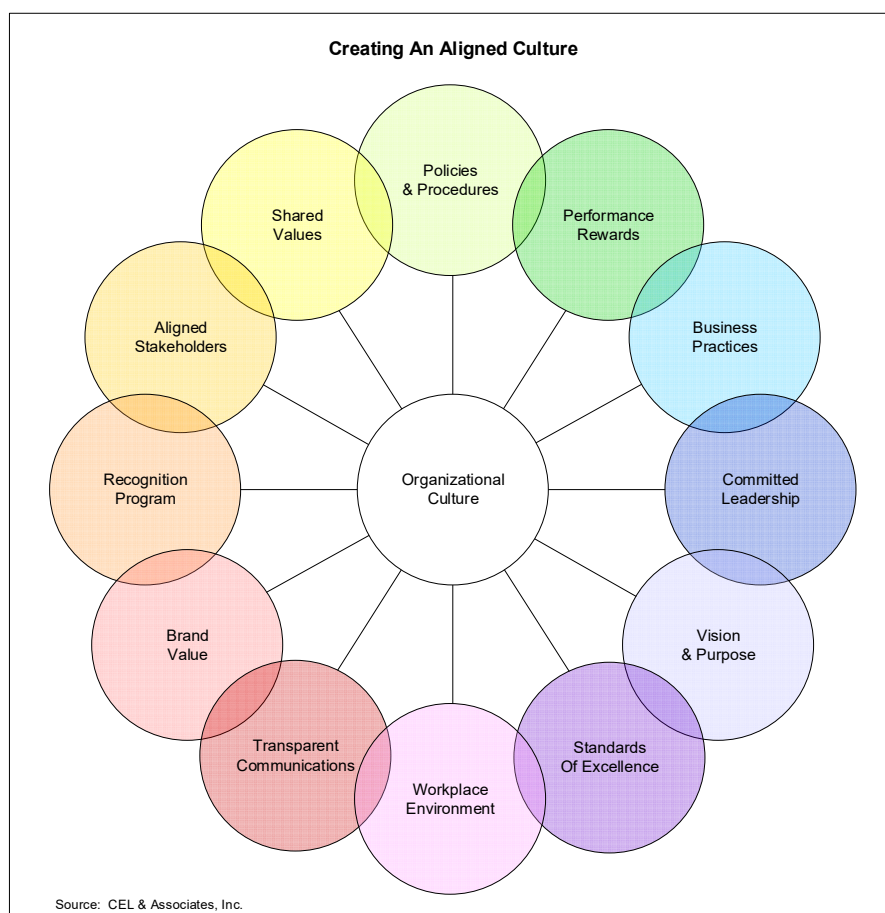 Creating An Aligned Culture
Policies
& Procedures
Performance
Rewards
Business
Practices
Committed
Leadership
Vision
& Purpose
Standards
Of Excellence
Workplace
Environment
Transparent
Communications
Brand
Value
Recognition
Program
Aligned
Stakeholders
Shared
Values
Organizational
Culture
Source: CEL & Associates, Inc.